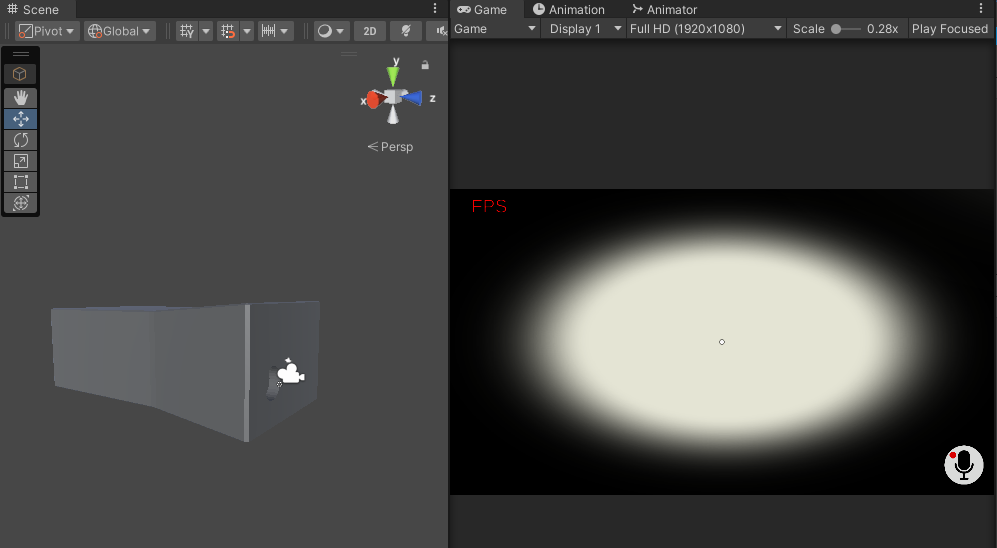 Scene
Pivot
Global
2D
y
x
z
Persp
Game
Animation
Animator
Game
Display 1
Full HD (1920x1080)
Scale
0.28x
Play Focused
FPS